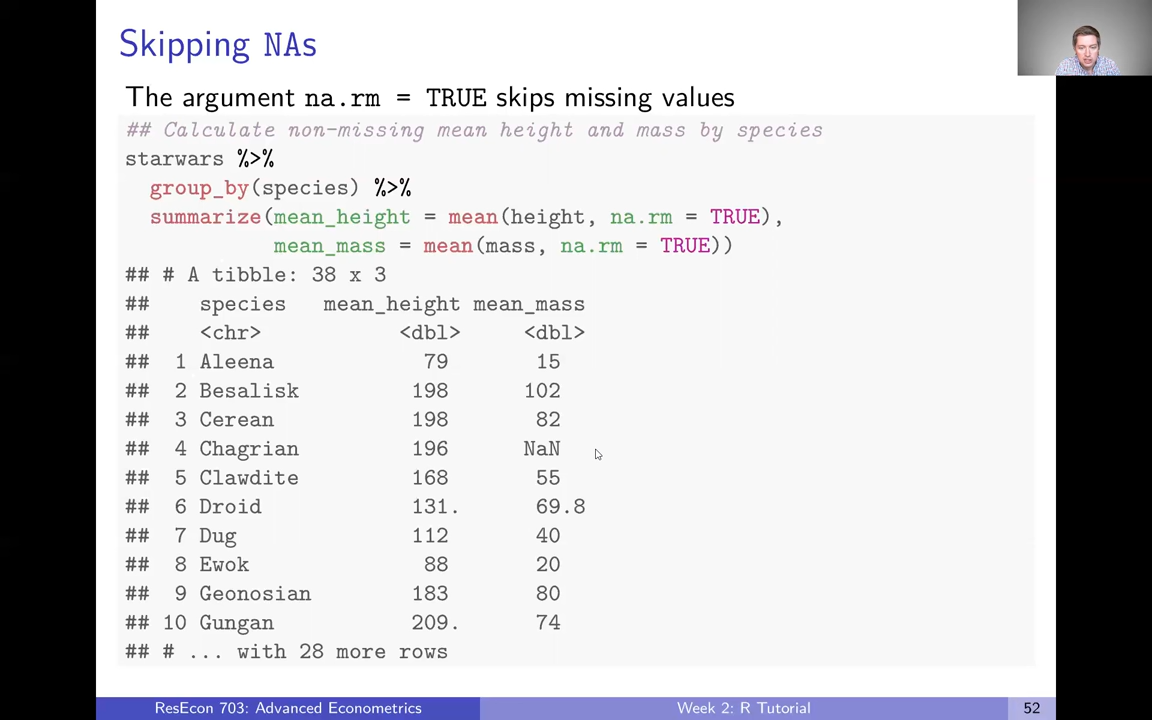 Skipping NAs
The argument na.rm = TRUE skips missing values
## Calculate non-missing mean height and mass by species
starwars %>%
  group_by(species) %>%
  summarize(mean_height = mean(height, na.rm = TRUE),
            mean_mass = mean(mass, na.rm = TRUE))
## # A tibble: 38 x 3
##    species   mean_height mean_mass
##    <chr>           <dbl>     <dbl>
##  1 Aleena            79       15
##  2 Besalisk         198      102
##  3 Cerean           198       82
##  4 Chagrian         196      NaN
##  5 Clawdite         168       55
##  6 Droid            131.      69.8
##  7 Dug              112       40
##  8 Ewok              88       20
##  9 Geonosian        183       80
## 10 Gungan           209.      74
## # ... with 28 more rows
ResEcon 703: Advanced Econometrics
Week 2: R Tutorial
52